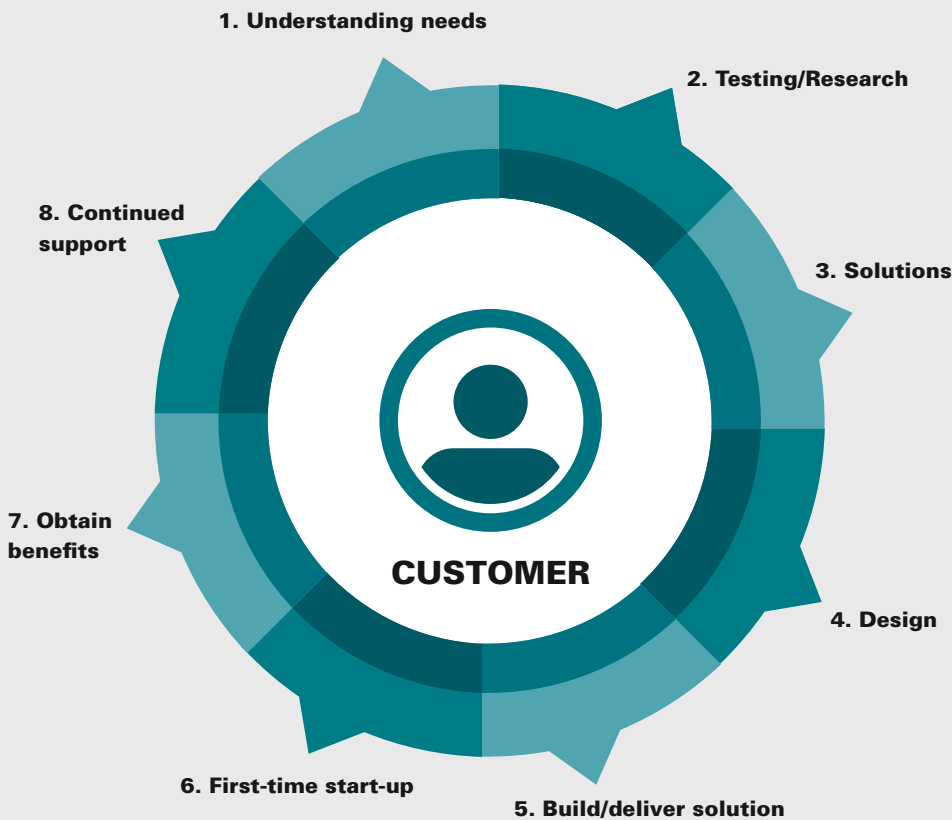 1. Understanding needs
2. Testing/Research
3. Solutions
4. Design
5. Build/deliver solution
6. First-time start-up
7. Obtain
benefits
8. Continued
support
CUSTOMER